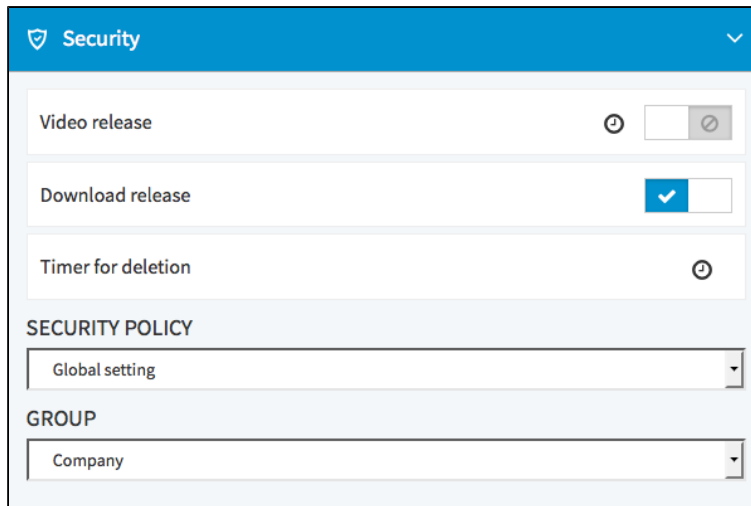 Security
Video release
Download release
Timer for deletion
SECURITY POLICY
Global setting
GROUP
Company